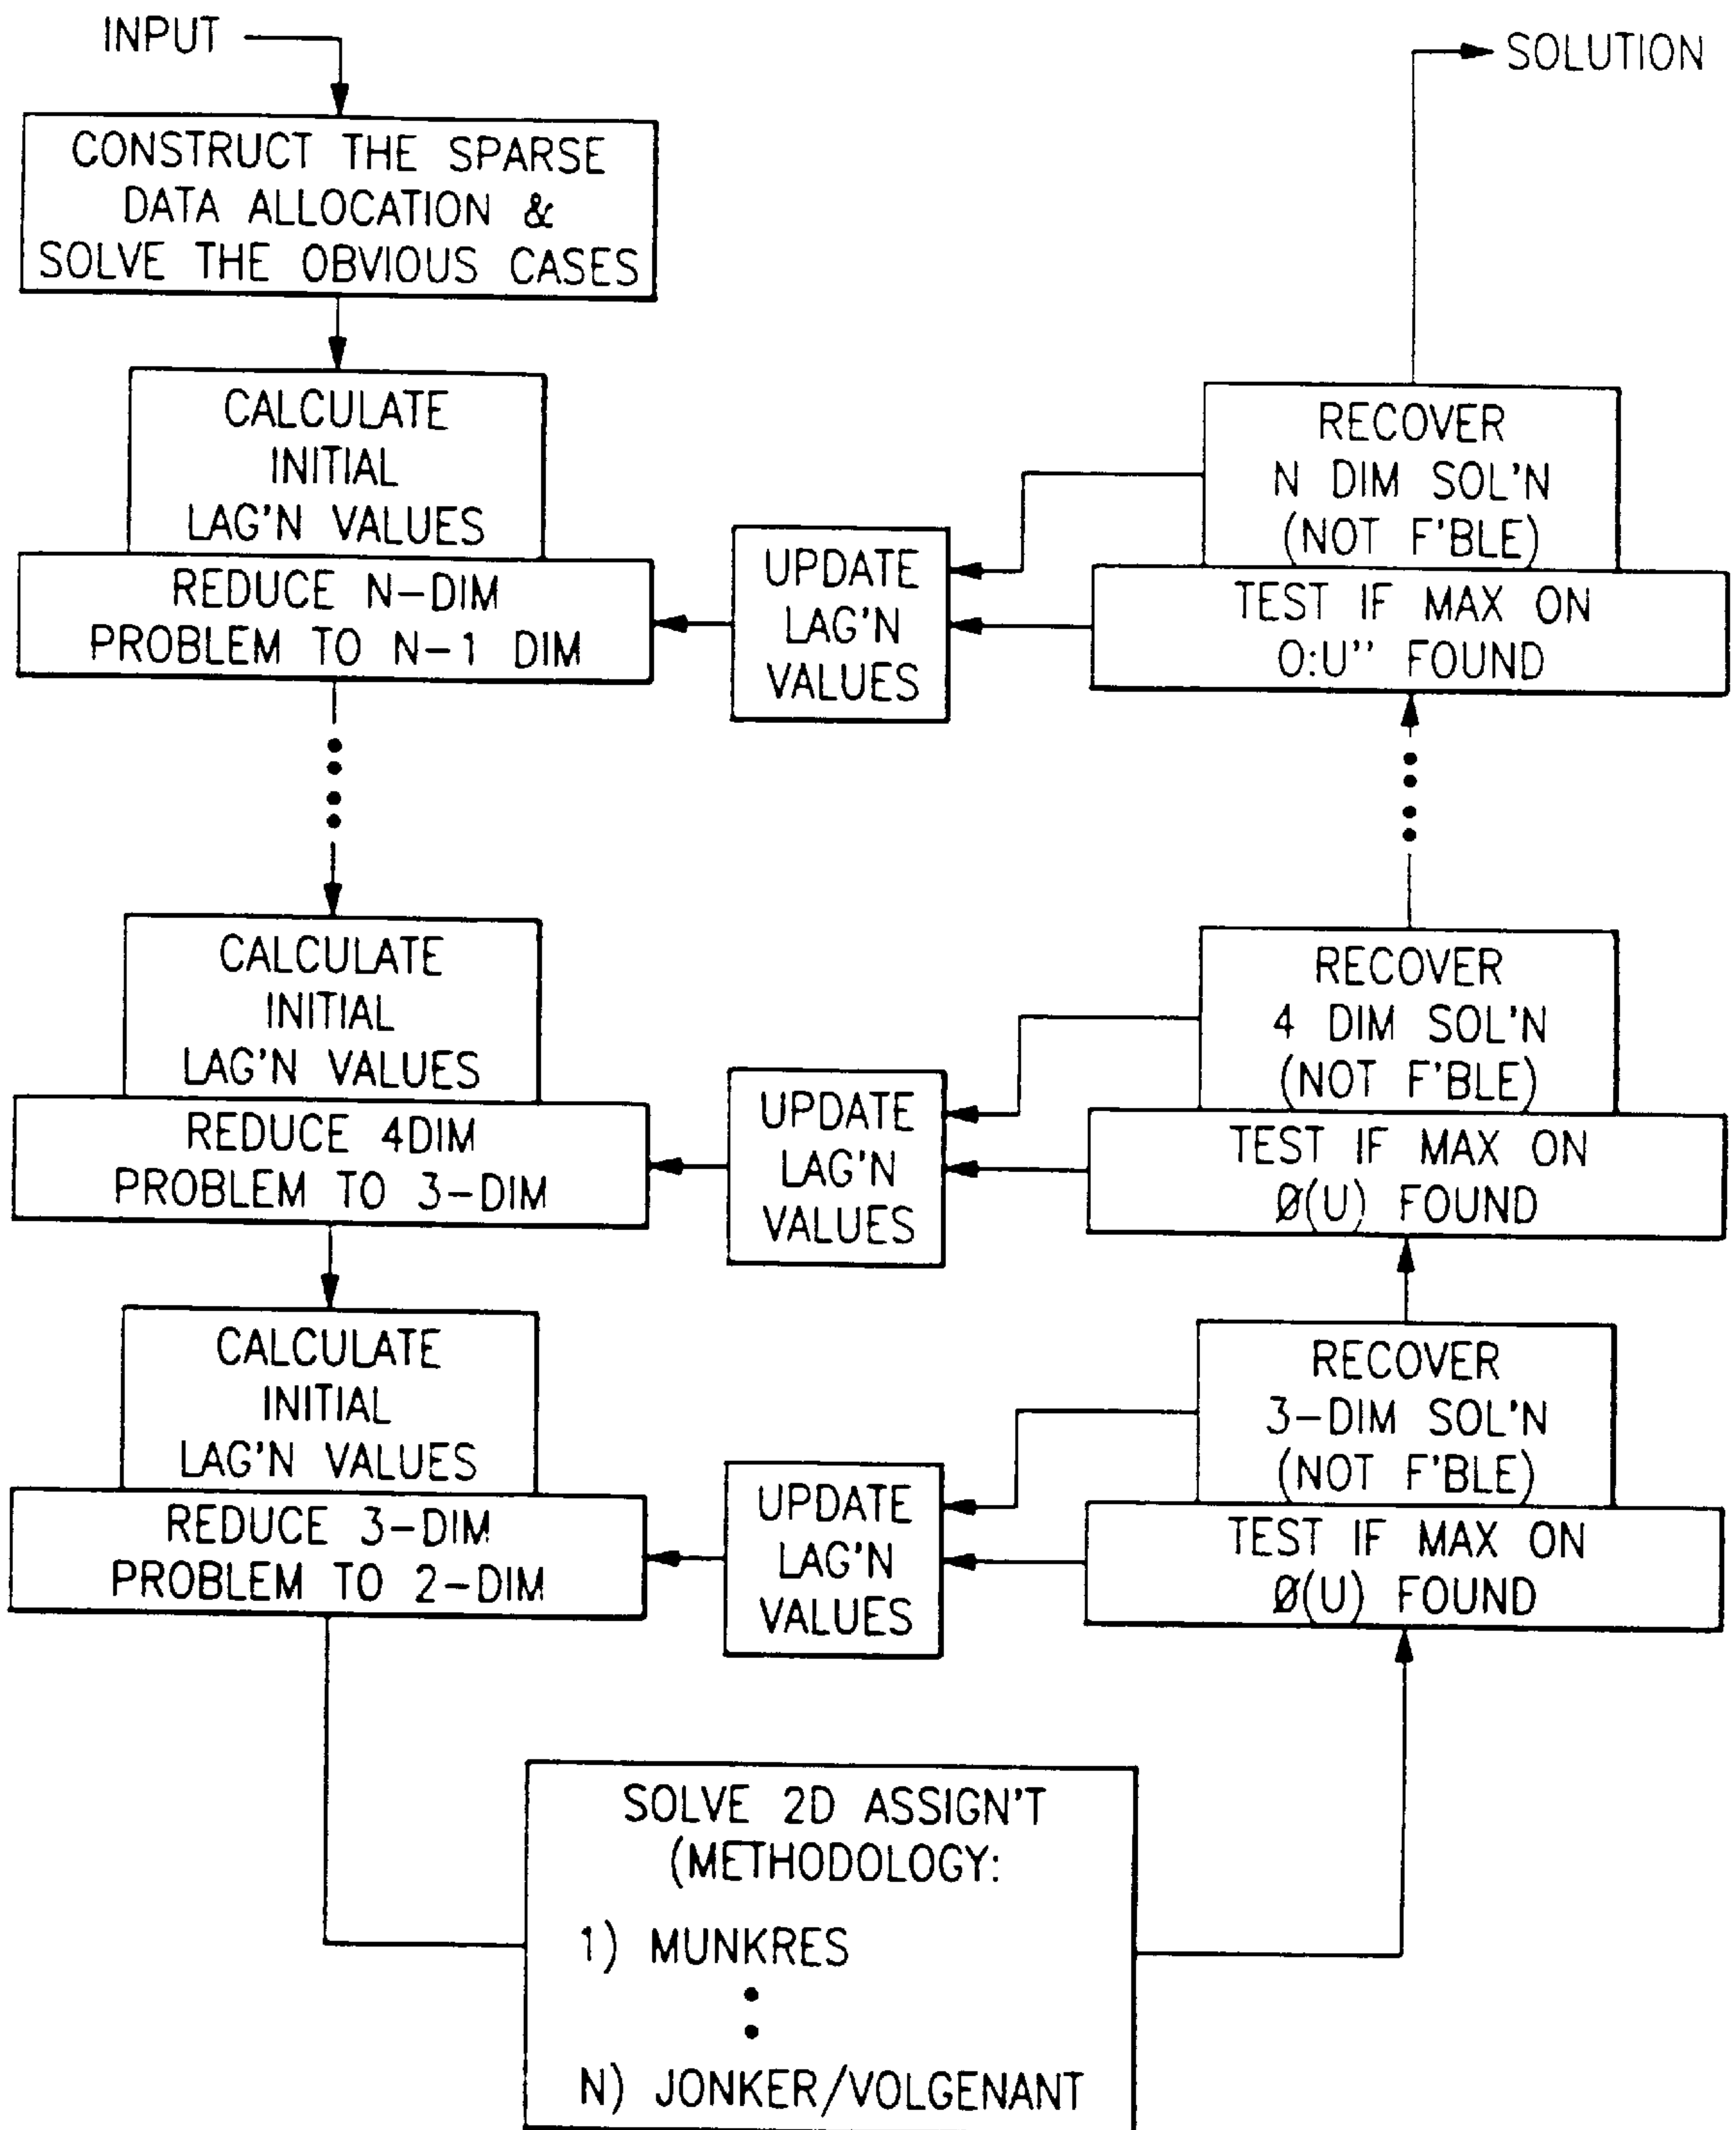 INPUT
CONSTRUCT THE SPARSE
DATA ALLOCATION &
SOLVE THE OBVIOUS CASES
CALCULATE
INITIAL
LAG'N VALUES
REDUCE N-DIM
PROBLEM TO N-1 DIM
UPDATE
LAG'N
VALUES
SOLUTION
RECOVER
N DIM SOL'N
(NOT F'BLE)
TEST IF MAX ON
O:U'' FOUND
CALCULATE
INITIAL
LAG'N VALUES
REDUCE 4DIM
PROBLEM TO 3-DIM
UPDATE
LAG'N
VALUES
RECOVER
4 DIM SOL'N
(NOT F'BLE)
TEST IF MAX ON
Ø(U) FOUND
CALCULATE
INITIAL
LAG'N VALUES
REDUCE 3-DIM
PROBLEM TO 2-DIM
UPDATE
LAG'N
VALUES
RECOVER
3-DIM SOL'N
(NOT F'BLE)
TEST IF MAX ON
Ø(U) FOUND
SOLVE 2D ASSIGN'T
(METHODOLOGY:
1) MUNKRES
N) JONKER/VOLGENANT